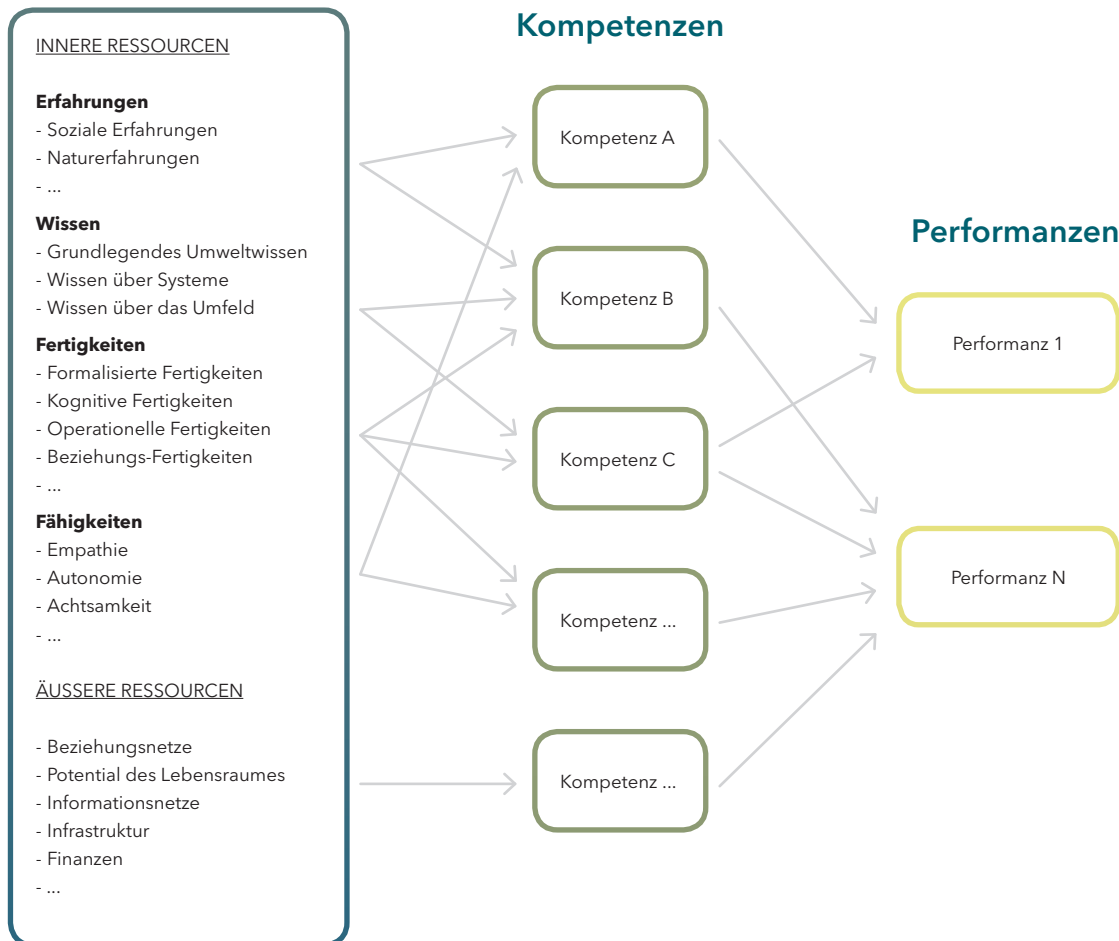 INNERE RESSOURCEN
Erfahrungen
- Soziale Erfahrungen
- Naturerfahrungen
- ...
Wissen
- Grundlegendes Umweltwissen
- Wissen über Systeme
- Wissen über das Umfeld
Fertigkeiten
- Formalisierte Fertigkeiten
- Kognitive Fertigkeiten
- Operationelle Fertigkeiten
- Beziehungs-Fertigkeiten
- ...
Fähigkeiten
- Empathie
- Autonomie
- Achtsamkeit
- ...
ÄUSSERE RESSOURCEN
- Beziehungsnetze
- Potential des Lebensraumes
- Informationsnetze
- Infrastruktur
- Finanzen
- ...
Kompetenzen
Kompetenz A
Kompetenz B
Kompetenz C
Kompetenz ...
Kompetenz ...
Performanzen
Performanz 1
Performanz N